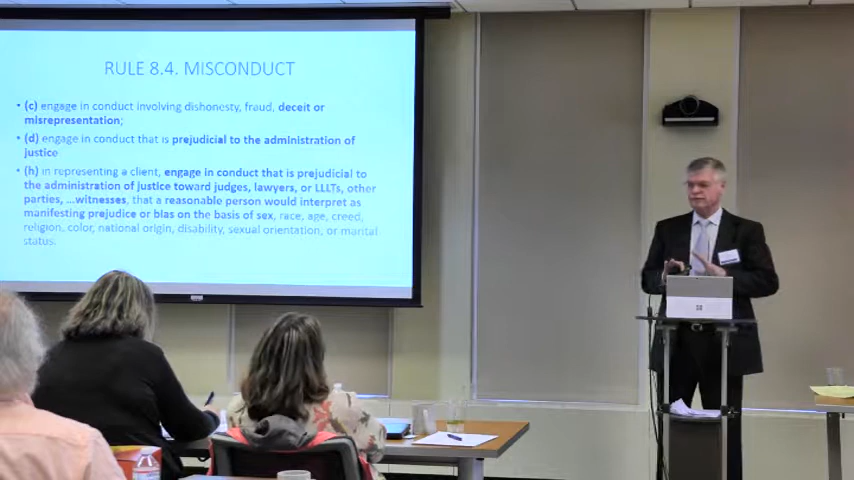 RULE 8.4. MISCONDUCT
• (c) engage in conduct involving dishonesty, fraud, deceit or
misrepresentation;
• (d) engage in conduct that is prejudicial to the administration of
justice
• (h) in representing a client, engage in conduct that is prejudicial to
the administration of justice toward judges, lawyers, or LLLTs, other
parties, ...witnesses, that a reasonable person would interpret as
manifesting prejudice or bias on the basis of sex, race, age, creed,
religion, color, national origin, disability, sexual orientation, or marital
status.